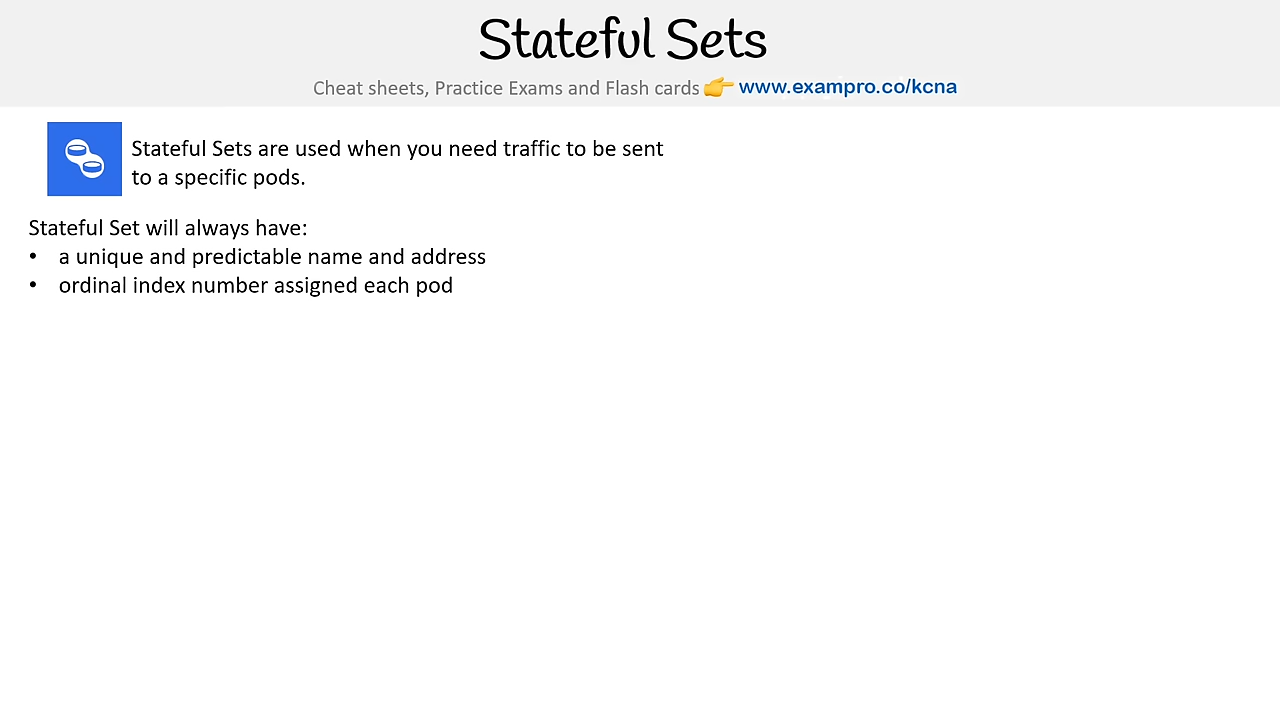 Stateful Sets
Cheat sheets, Practice Exams and Flash cards 👉 www.exampro.co/kcna
Stateful Sets are used when you need traffic to be sent
to a specific pods.
Stateful Set will always have:
• a unique and predictable name and address
• ordinal index number assigned each pod